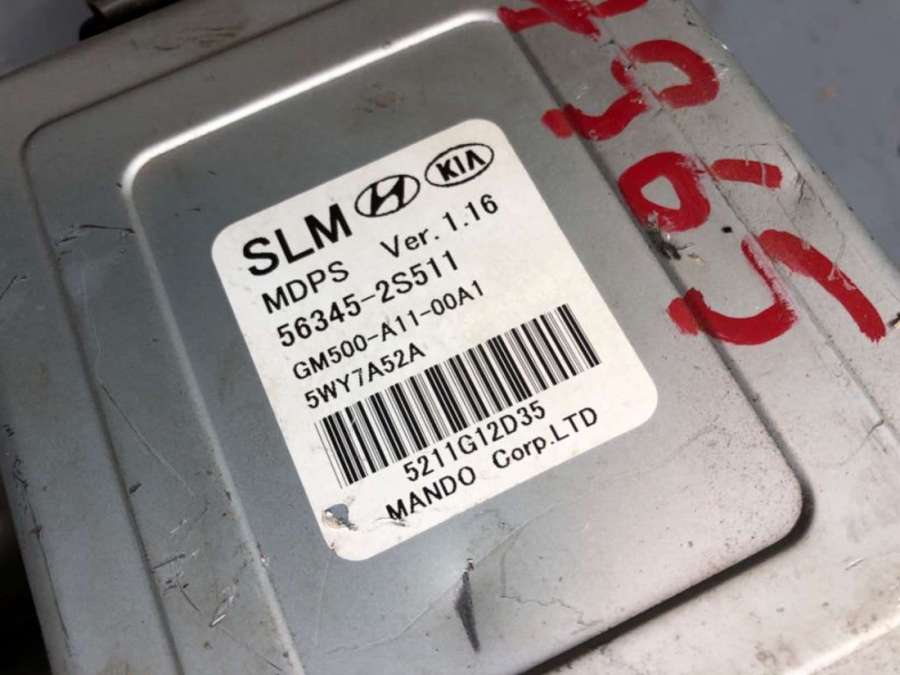 SLM KIA
MDPS Ver.1.16
56345-2S511
GM500-A11-00A1
5WY7A52A
5211G12D35
MANDO Corp.LTD